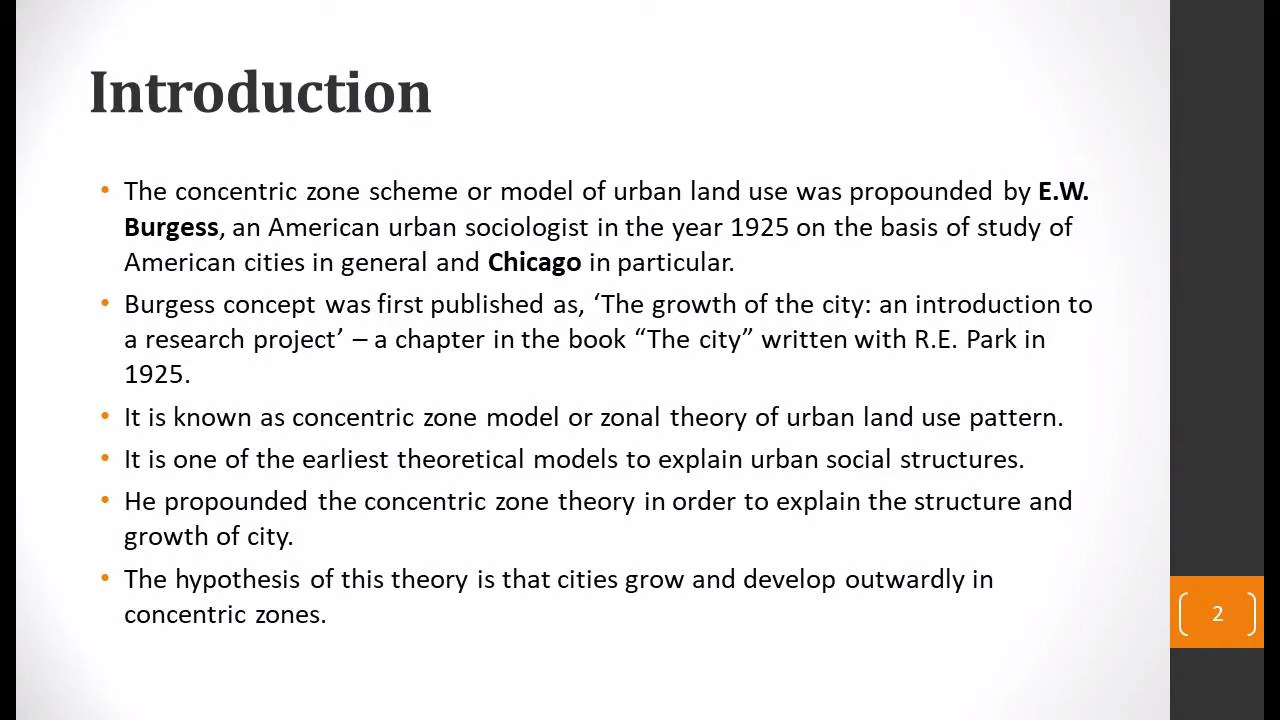 Introduction
• The concentric zone scheme or model of urban land use was propounded by E.W.
Burgess, an American urban sociologist in the year 1925 on the basis of study of
American cities in general and Chicago in particular.
• Burgess concept was first published as, ‘The growth of the city: an introduction to
a research project’ – a chapter in the book “The city” written with R.E. Park in
1925.
• It is known as concentric zone model or zonal theory of urban land use pattern.
• It is one of the earliest theoretical models to explain urban social structures.
• He propounded the concentric zone theory in order to explain the structure and
growth of city.
• The hypothesis of this theory is that cities grow and develop outwardly in
concentric zones.
2